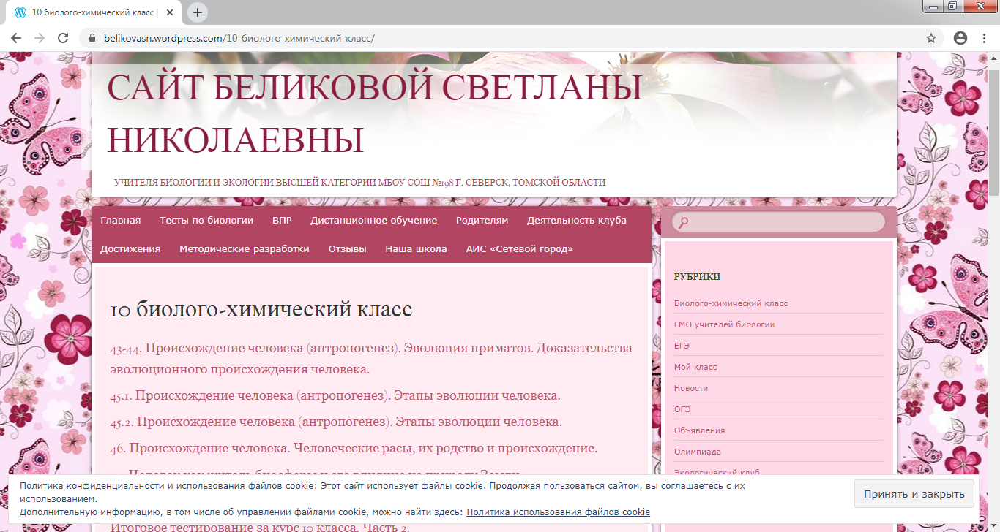 10 биолого-химический класс |
belikovasn.wordpress.com/10-биолого-химический-класс/
САЙТ БЕЛИКОВОЙ СВЕТЛАНЫ
НИКОЛАЕВНЫ
УЧИТЕЛЯ БИОЛОГИИ И ЭКОЛОГИИ ВЫСШЕЙ КАТЕГОРИИ МБОУ СОШ №198 Г. СЕВЕРСК, ТОМСКОЙ ОБЛАСТИ
Главная Тесты по биологии ВПР Дистанционное обучение Родителям Деятельность клуба
Достижения Методические разработки Отзывы Наша школа АИС «Сетевой город»
10 биолого-химический класс
43-44. Происхождение человека (антропогенез). Эволюция приматов. Доказательства
эволюционного происхождения человека.
45.1. Происхождение человека (антропогенез). Этапы эволюции человека.
45.2. Происхождение человека (антропогенез). Этапы эволюции человека.
46. Происхождение человека. Человеческие расы, их родство и происхождение.
Итоговое тестирование за курс 10 класса. Часть 2.
РУБРИКИ
Биолого-химический класс
ГМО учителей биологии
ЕГЭ
Мой класс
Новости
ОГЭ
Объявления
Олимпиада
Экологический клуб
Политика конфиденциальности и использования файлов cookie: Этот сайт использует файлы cookie. Продолжая пользоваться сайтом, вы соглашаетесь с их
использованием.
Дополнительную информацию, в том числе об управлении файлами cookie, можно найти здесь: Политика использования файлов cookie
Принять и закрыть